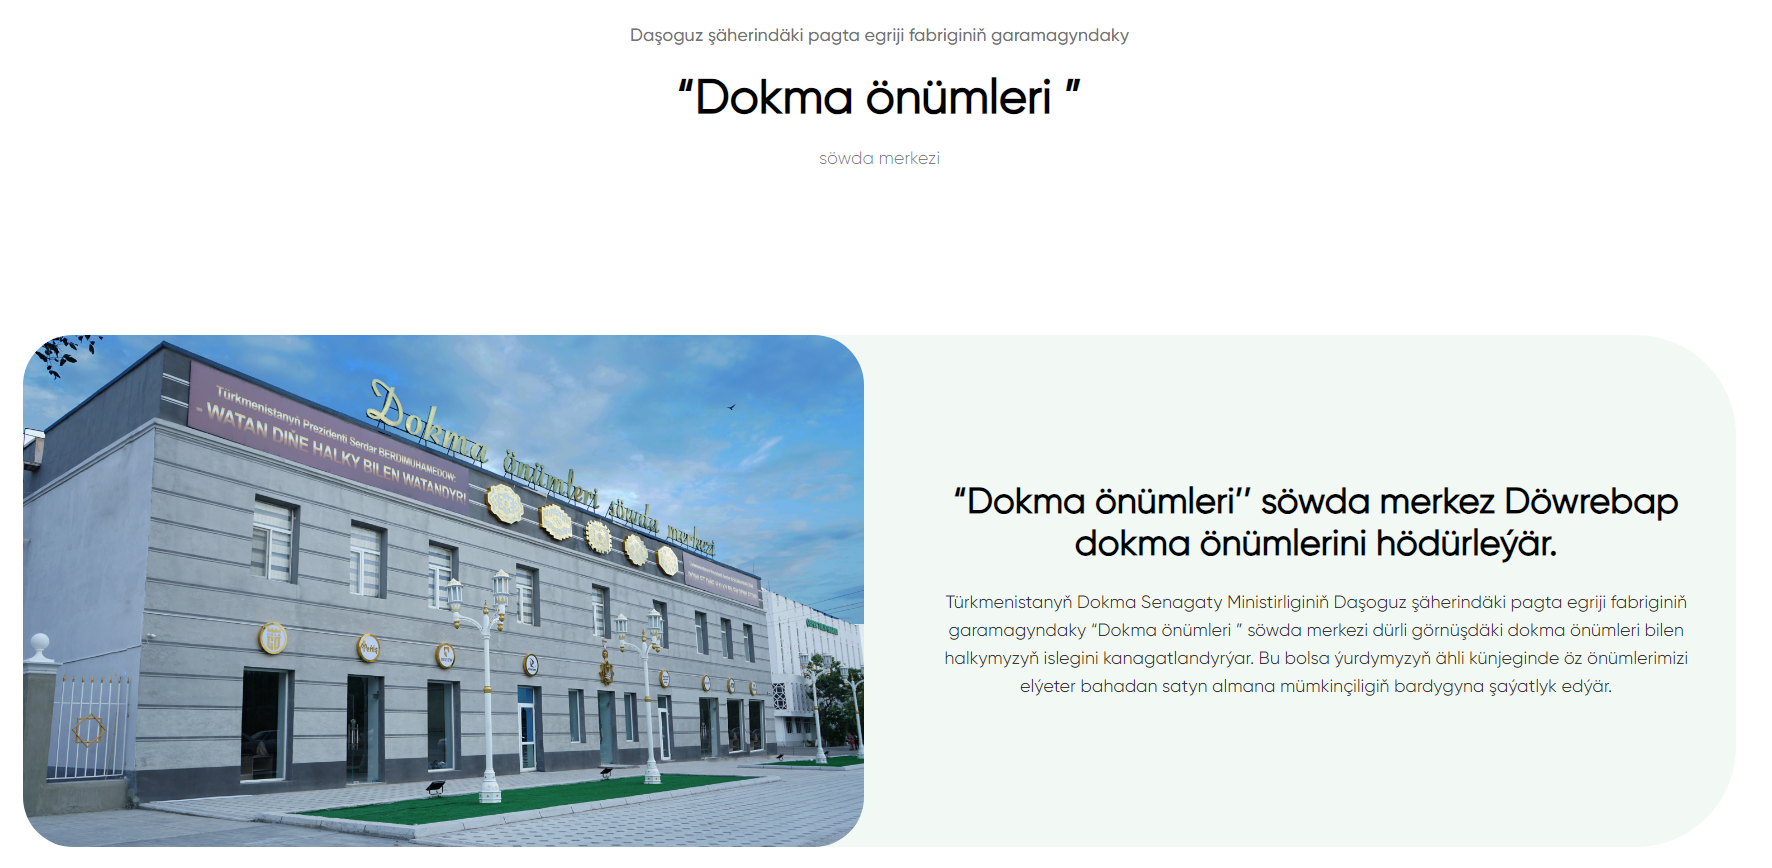 Daşoguz şäherindäki pagta egriji fabriginiň garamagyndaky
“Dokma önümleri ”
söwda merkezi
Dokma önümleri söwda merkezi
Türkmenistanyň Prezidenti Serdar BERDIMUHAMEDOW:
- WATAN DIŇE HALKY BILEN WATANDYR!
“Dokma önümleri’’ söwda merkez Döwrebap
dokma önümlerini hödürleýär.
Türkmenistanyň Dokma Senagaty Ministirliginiň Daşoguz şäherindäki pagta egriji fabriginiň
garamagyndaky “Dokma önümleri ” söwda merkezi dürli görnüşdäki dokma önümleri bilen
halkymyzyň islegini kanagatlandyrýar. Bu bolsa ýurdymyzyň ähli künjeginde öz önümlerimizi
elýeter bahadan satyn almana mümkinçiligiň bardygyna şaýatlyk edýär.